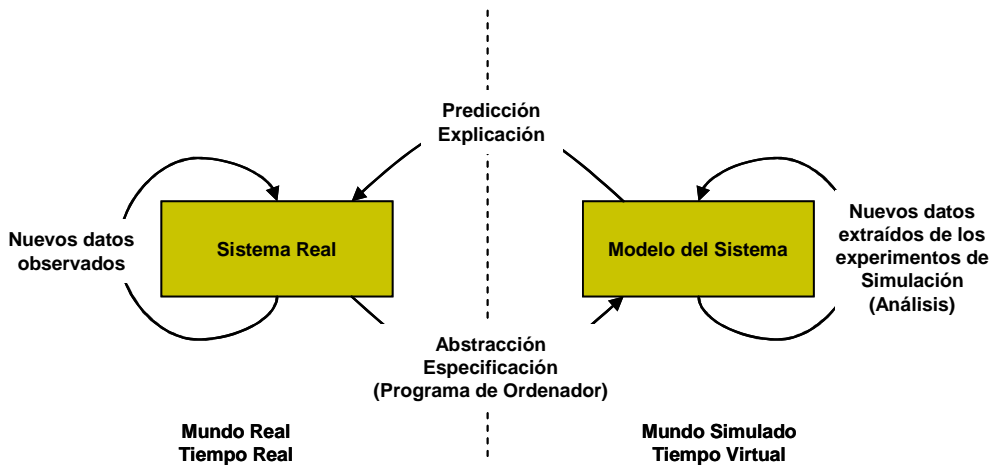 Predicción
Explicación
Nuevos datos
observados
Sistema Real
Modelo del Sistema
Nuevos datos
extraídos de los
experimentos de
Simulación
(Análisis)
Abstracción
Especificación
(Programa de Ordenador)
Mundo Real
Tiempo Real
Mundo Simulado
Tiempo Virtual